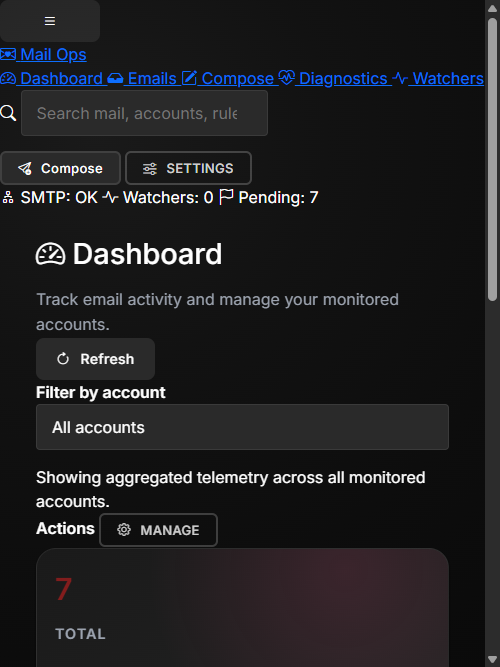 Mail Ops
Dashboard Emails Compose Diagnostics Watchers
Search mail, accounts, rule
Compose SETTINGS
SMTP: OK Watchers: 0 Pending: 7
Dashboard
Track email activity and manage your monitored
accounts.
Refresh
Filter by account
All accounts
Showing aggregated telemetry across all monitored
accounts.
Actions MANAGE
7
TOTAL